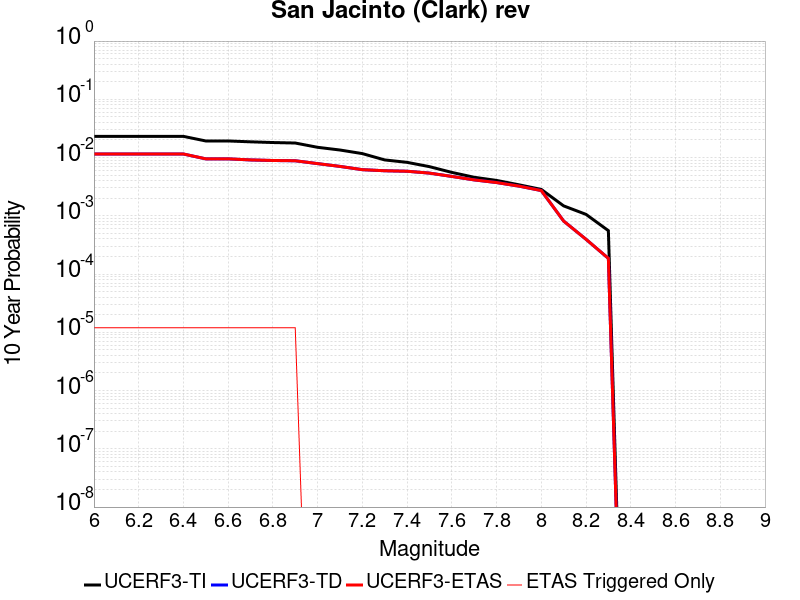 San Jacinto (Clark) rev
10 0
10 -1
10 -2
10 -3
10 -4
10 -5
10 -6
10 -7
10 -8
10 Year Probability
6 6.2 6.4 6.6 6.8 7 7.2 7.4 7.6 7.8 8 8.2 8.4 8.6 8.8 9
Magnitude
UCERF3-TI UCERF3-TD UCERF3-ETAS ETAS Triggered Only